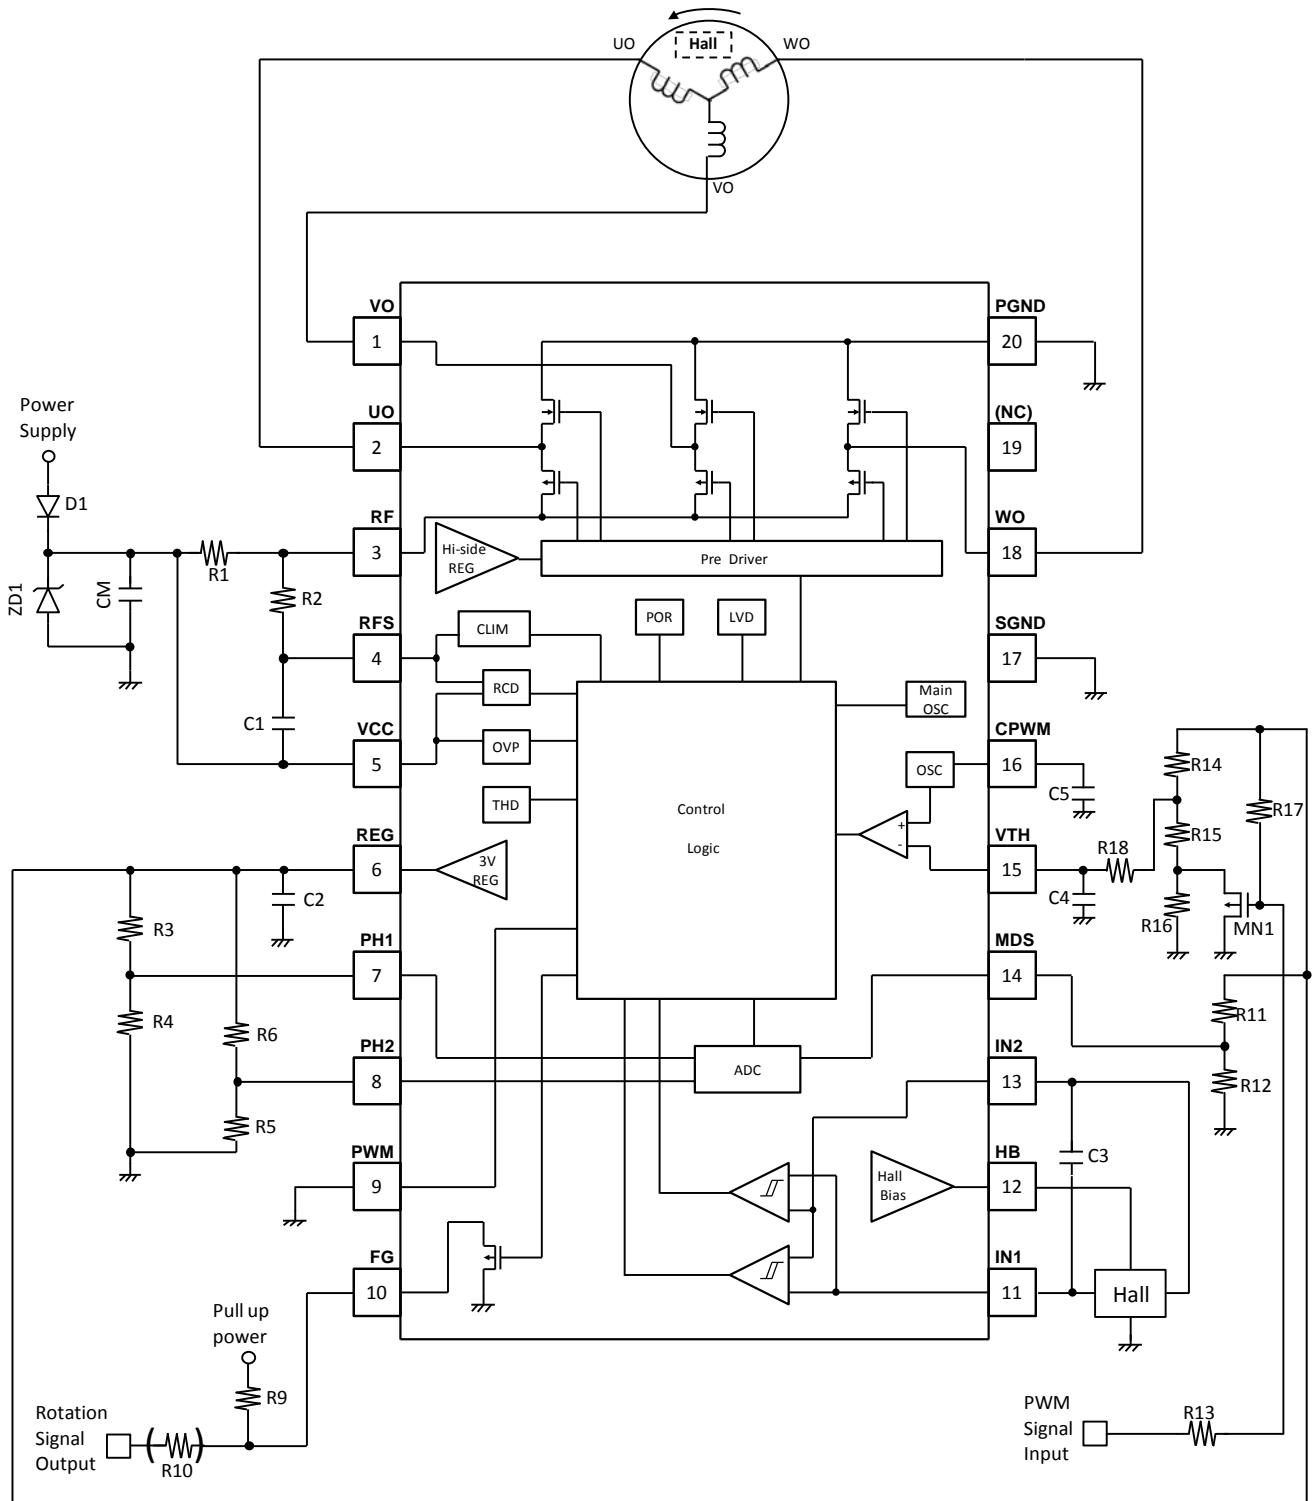 UO
Hall
WO
VO
VO
1
PGND
20
Power
Supply
UO
2
(NC)
19
D1
RF
3
Hi-side
REG
Pre Driver
WO
18
ZD1
CM
R1
R2
RFS
4
CLIM
POR
LVD
SGND
17
RCD
Main
OSC
C1
VCC
5
OVP
CPWM
16
OSC
C5
R14
THD
Control
Logic
R17
REG
6
3V
REG
+
-
VTH
15
R18
R15
C2
C4
R16
MN1
R3
PH1
7
MDS
14
R4
R6
R11
PH2
8
ADC
IN2
13
R12
R5
PWM
9
Hall
Bias
HB
12
C3
FG
10
IN1
11
Hall
Pull up
power
R9
Rotation
Signal
Output
(
)
R10
PWM
Signal
Input
R13